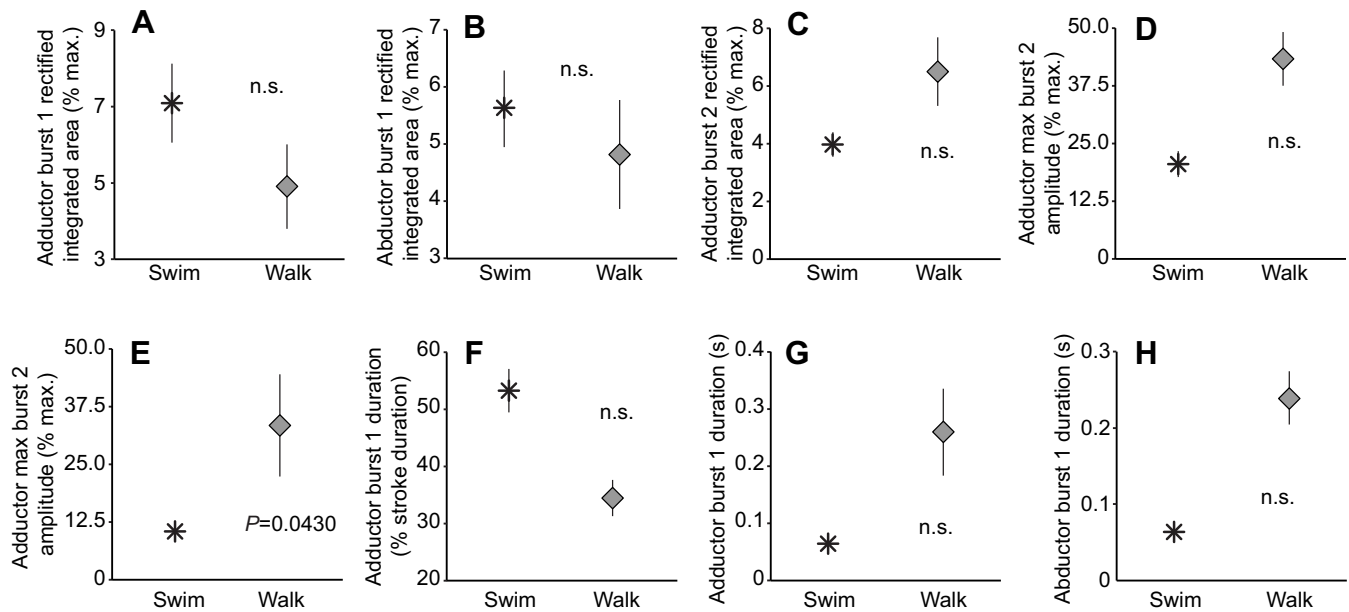 A
Adductor burst 1 rectified
integrated area (% max.)
9
7
5
3
n.s.
Swim Walk
B
Abductor burst 1 rectified
integrated area (% max.)
7
6
5
4
3
n.s.
Swim Walk
C
Adductor burst 2 rectified
integrated area (% max.)
8
6
4
2
0
n.s.
Swim Walk
D
Adductor max burst 2
amplitude (% max.)
50.0
37.5
25.0
12.5
0
n.s.
Swim Walk
E
Adductor max burst 2
amplitude (% max.)
50.0
37.5
25.0
12.5
0
P=0.0430
Swim Walk
F
Adductor burst 1 duration
(% stroke duration)
60
50
40
30
20
n.s.
Swim Walk
G
Adductor burst 1 duration (s)
0.4
0.3
0.2
0.1
0
n.s.
Swim Walk
H
Abductor burst 1 duration (s)
0.3
0.2
0.1
0
n.s.
Swim Walk